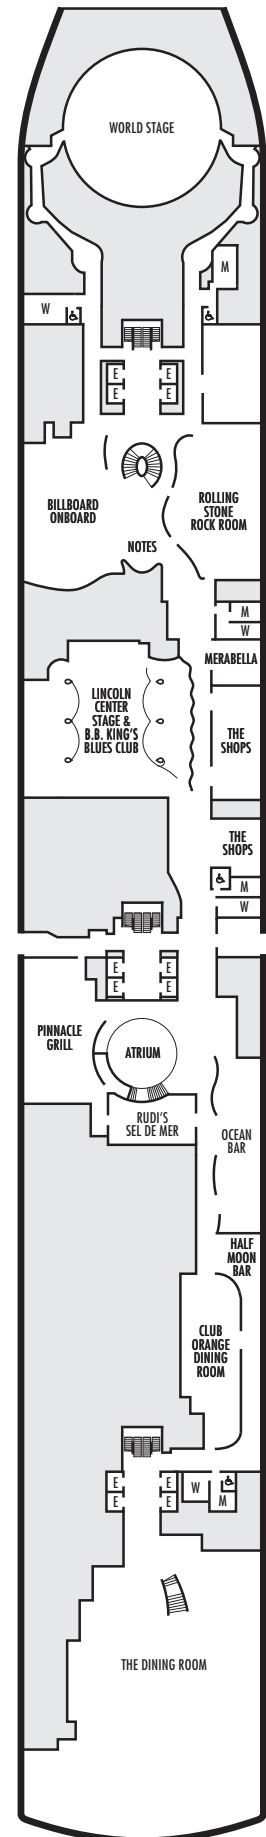 WORLD STAGE
M
W
E
E
E
E
BILLBOARD
ONBOARD
ROLLING
STONE
ROCK ROOM
NOTES
M
W
MERABELLA
LINCOLN
CENTER
STAGE &
B.B. KING'S
BLUES CLUB
THE
SHOPS
THE
SHOPS
M
W
E
E
E
E
PINNACLE
GRILL
ATRIUM
RUDI'S
SEL DE MER
OCEAN
BAR
HALF
MOON
BAR
CLUB
ORANGE
DINING
ROOM
E
E
E
E
W
M
THE DINING ROOM